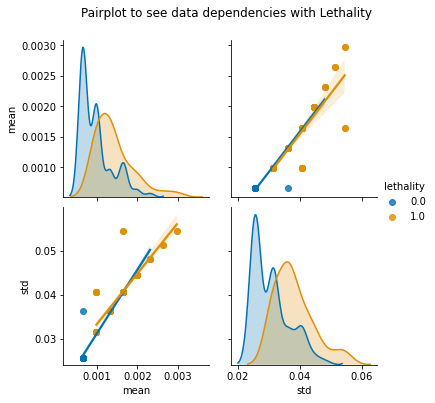 Pairplot to see data dependencies with Lethality
0.0030
0.0025
0.0020
0.0015
0.0010
mean
lethality
0.0
1.0
0.05
0.04
0.03
std
0.001 0.002 0.003
mean
0.02 0.04 0.06
std